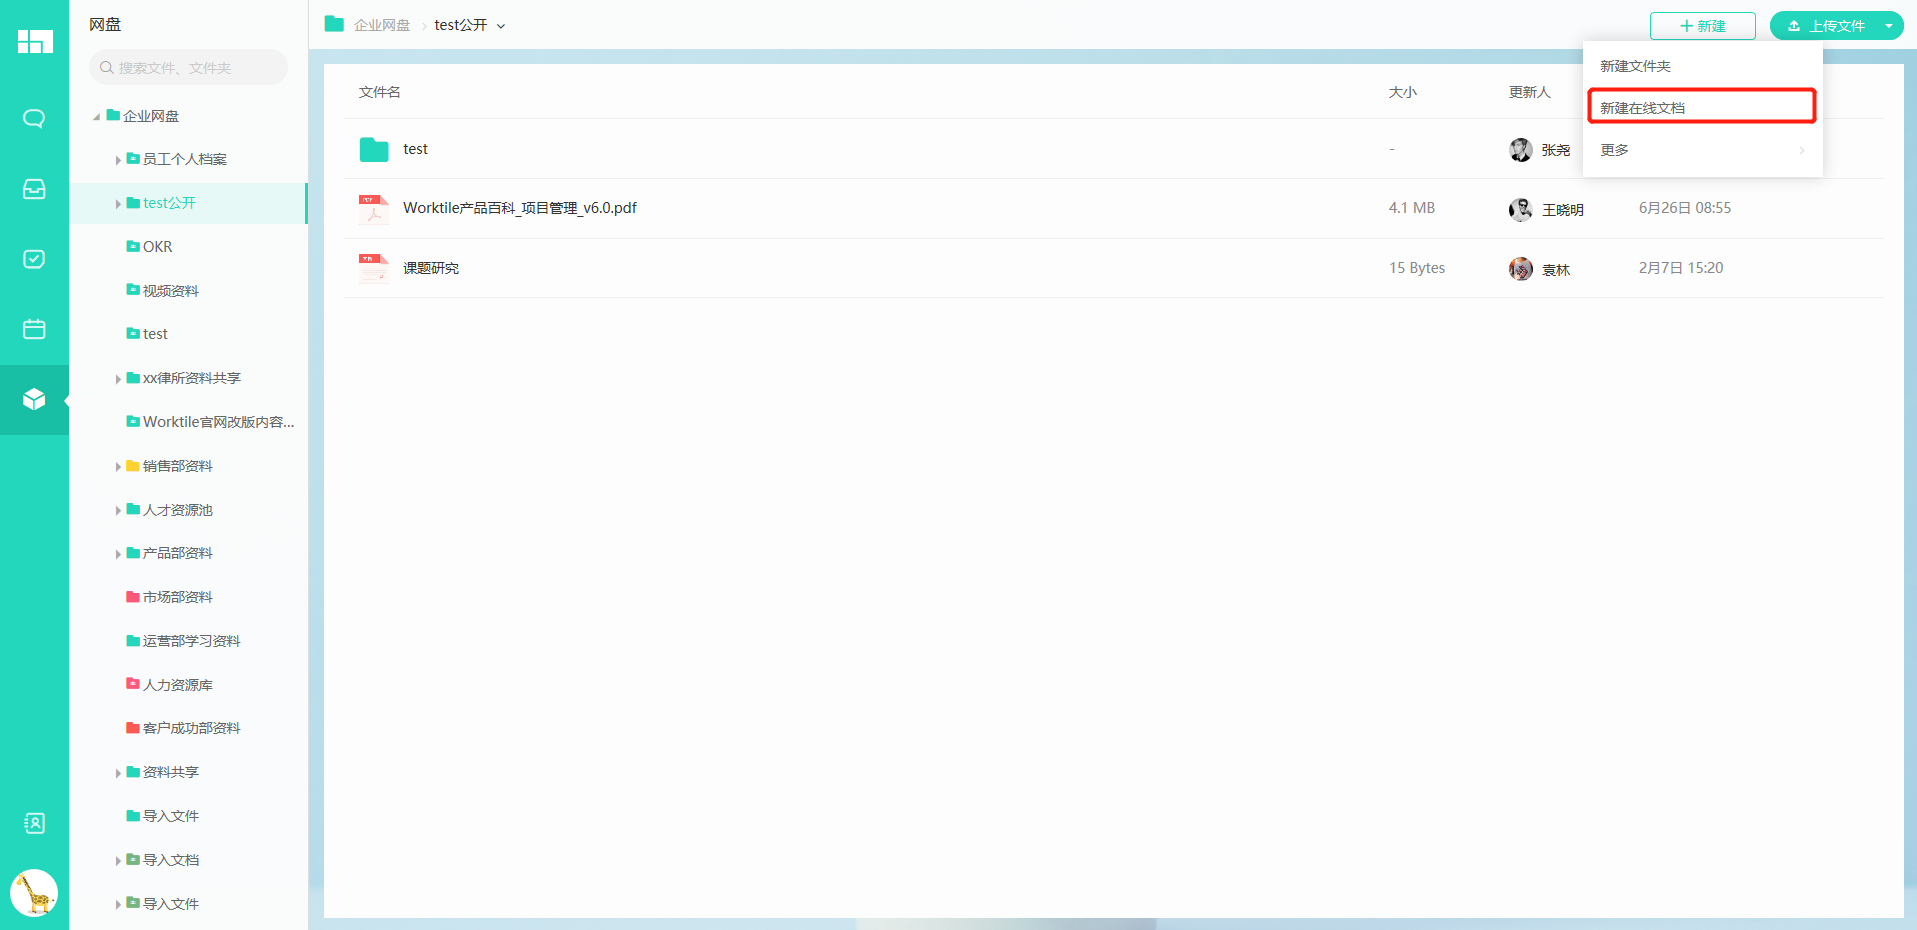 网盘
搜索文件、文件夹
企业网盘
员工个人档案
test公开
OKR
视频资料
test
xx律所资料共享
Worktile官网改版内容...
销售部资料
人才资源池
产品部资料
市场部资料
运营部学习资料
人力资源库
客户成功部资料
资料共享
导入文件
导入文档
导入文件
企业网盘 test公开
新建 上传文件
新建文件夹
新建在线文档
更多
文件名 大小 更新人
test - 张尧
Worktile产品百科_项目管理_v6.0.pdf 4.1 MB 王晓明 6月26日 08:55
课题研究 15 Bytes 袁林 2月7日 15:20